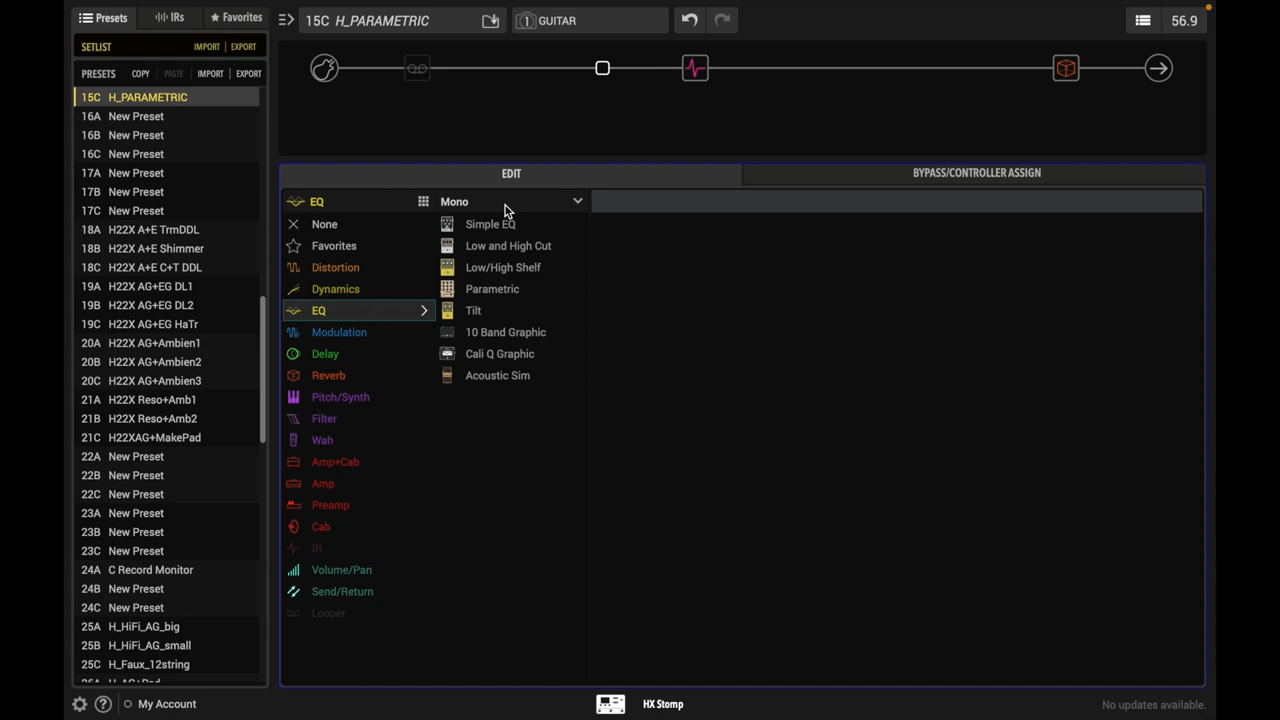 Presets
IRs
Favorites
15C H_PARAMETRIC
1 GUITAR
56.9
SETLIST
IMPORT
EXPORT
PRESETS
COPY
PASTE
IMPORT
EXPORT
15C H_PARAMETRIC
16A New Preset
16B New Preset
16C New Preset
17A New Preset
17B New Preset
17C New Preset
18A H22X A+E TrmDDL
18B H22X A+E Shimmer
18C H22X A+E C+T DDL
19A H22X AG+EG DL1
19B H22X AG+EG DL2
19C H22X AG+EG HaTr
20A H22X AG+Ambien1
20B H22X AG+Ambien2
20C H22X AG+Ambien3
21A H22X Reso+Amb1
21B H22X Reso+Amb2
21C H22XAG+MakePad
22A New Preset
22B New Preset
22C New Preset
23A New Preset
23B New Preset
23C New Preset
24A C Record Monitor
24B New Preset
24C New Preset
25A H_HiFi_AG_big
25B H_HiFi_AG_small
25C H_Faux_12string
26A H_AG+Pad
EDIT
BYPASS/CONTROLLER ASSIGN
EQ
None
Favorites
Distortion
Dynamics
EQ
Modulation
Delay
Reverb
Pitch/Synth
Filter
Wah
Amp+Cab
Amp
Preamp
Cab
IR
Volume/Pan
Send/Return
Looper
Mono
Simple EQ
Low and High Cut
Low/High Shelf
Parametric
Tilt
10 Band Graphic
Cali Q Graphic
Acoustic Sim
? My Account
HX Stomp
No updates available.